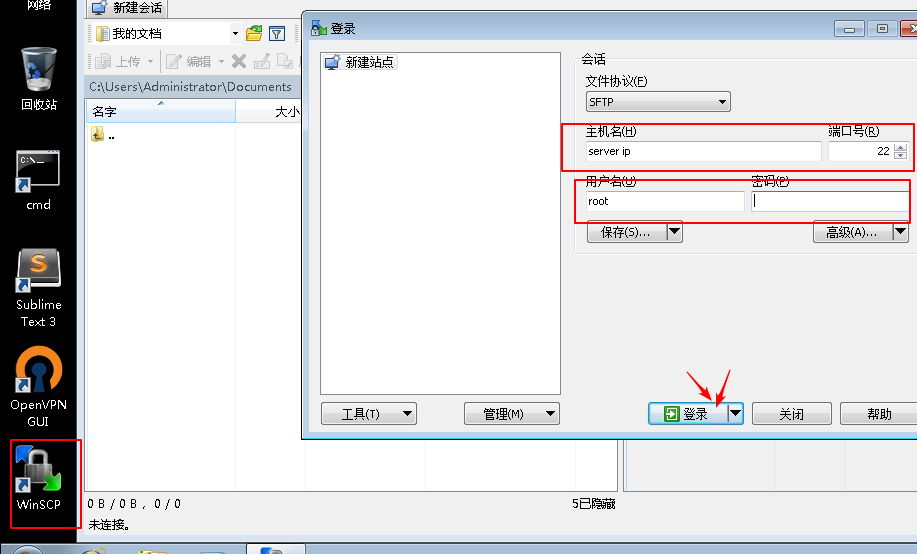 网络
回收站
cmd
Sublime
Text 3
OpenVPN
GUI
WinSCP
新建会话
我的文档
上传
编辑
C:\Users\Administrator\Documents
名字
大小
..
0 B / 0 B, 0 / 0
5已隐藏
未连接。
登录
新建站点
会话
文件协议(F)
SFTP
主机名(H)
端口号(R)
server ip
22
用户名(U)
密码(P)
root
保存(S)...
高级(A)...
工具(T)
管理(M)
登录
关闭
帮助